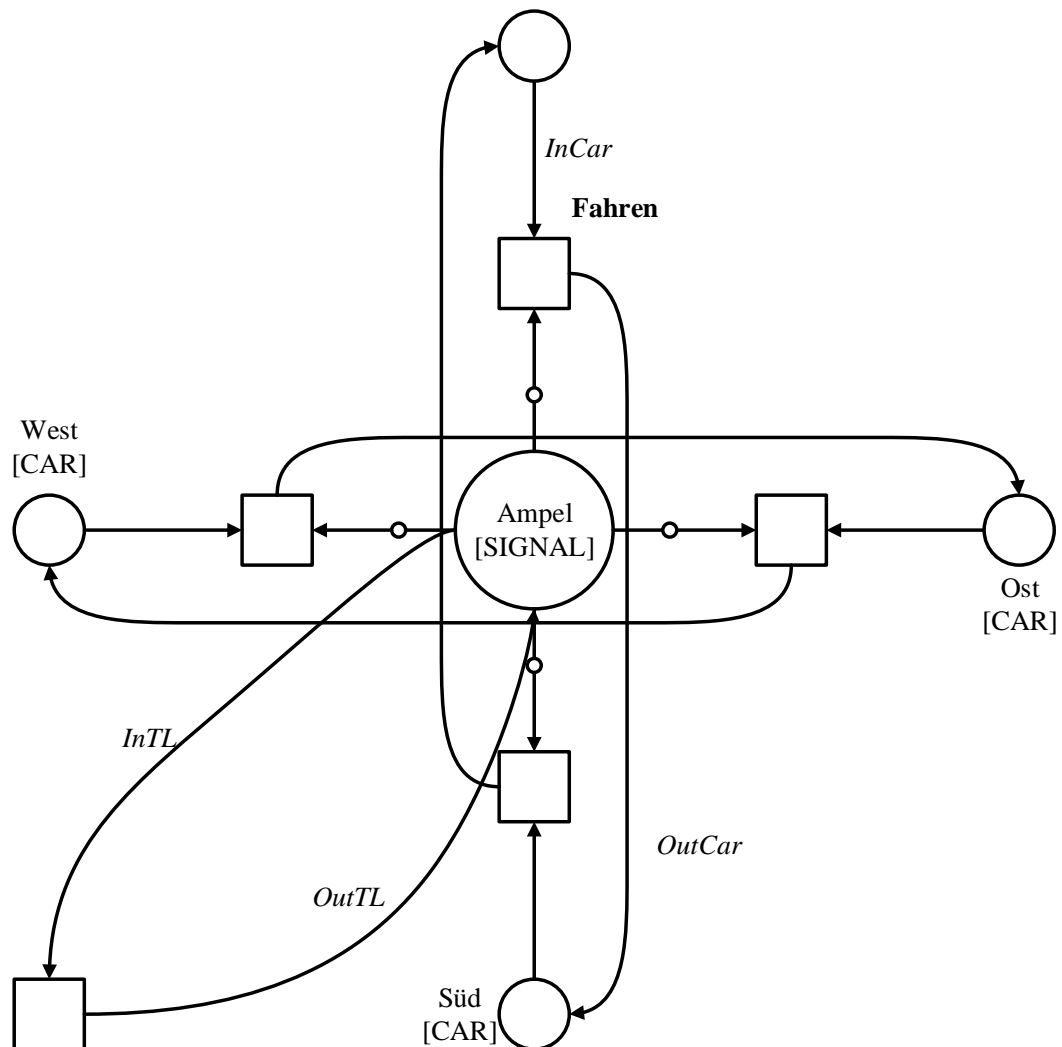 InCar
Fahren
West
[CAR]
Ampel
[SIGNAL]
Ost
[CAR]
InTL
OutCar
OutTL
Süd
[CAR]